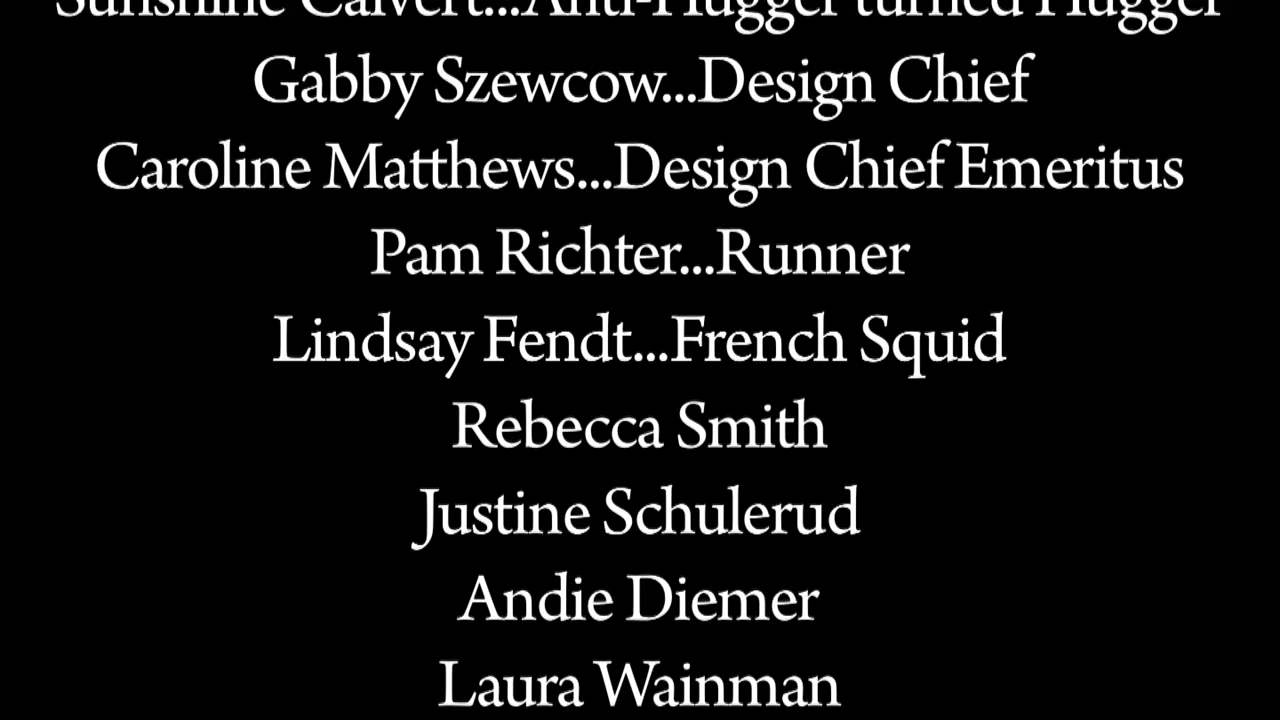 Sunshine Calvert...Anti-Hugger turned Hugger
Gabby Szewcow...Design Chief
Caroline Matthews...Design Chief Emeritus
Pam Richter...Runner
Lindsay Fendt...French Squid
Rebecca Smith
Justine Schulerud
Andie Diemer
Laura Wainman